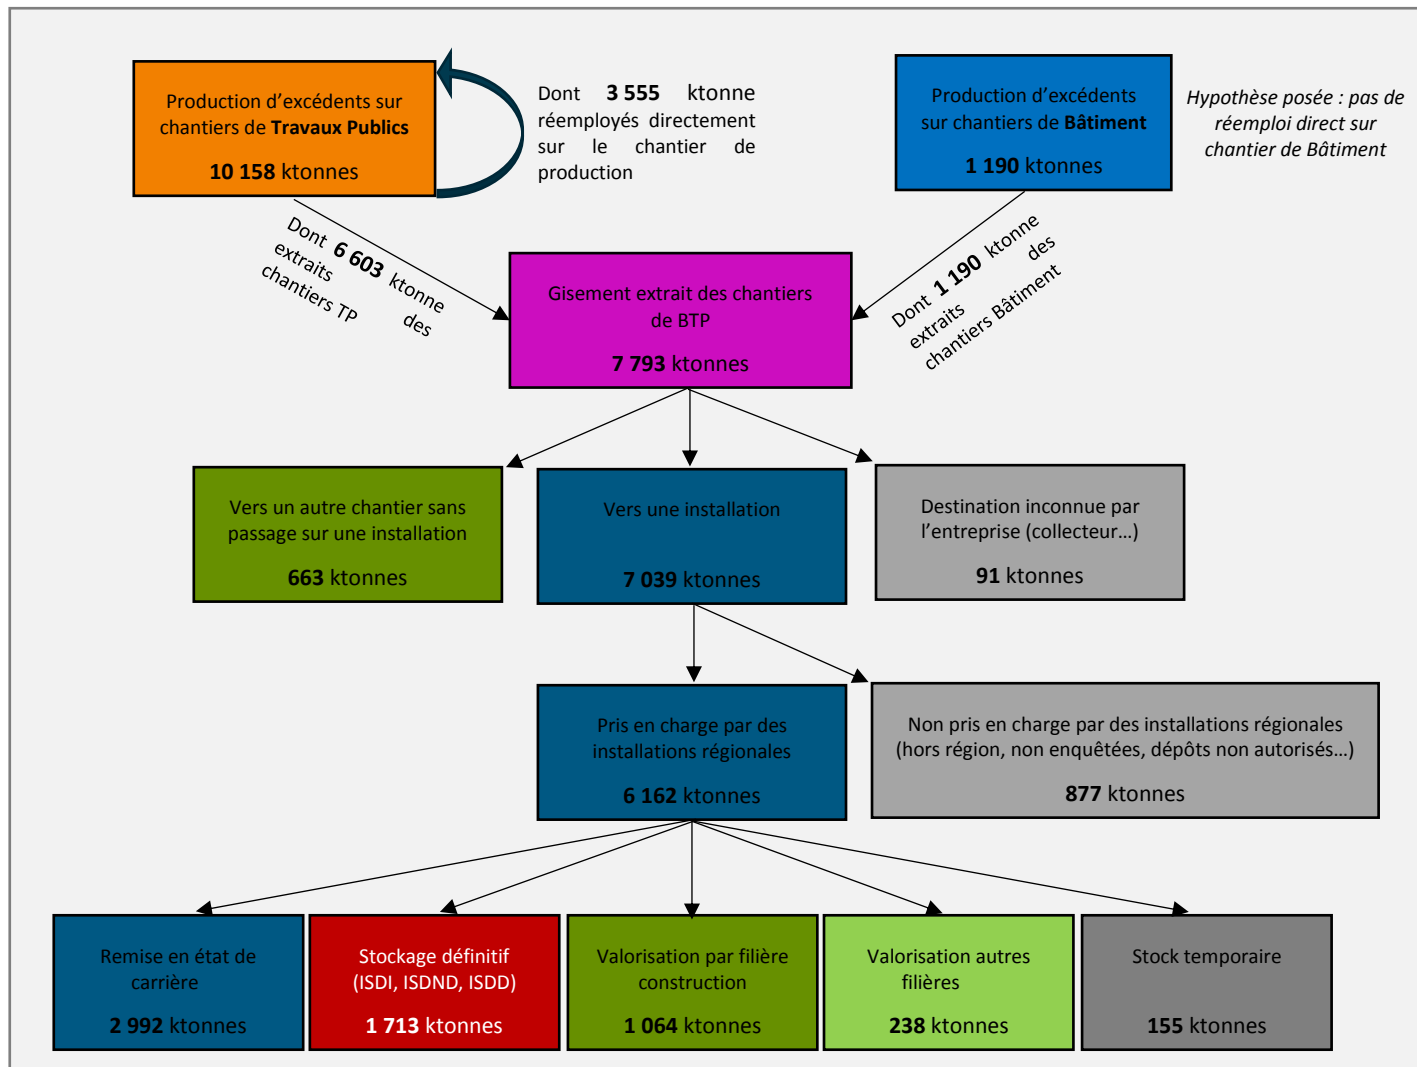 Production d'excédents sur
chantiers de Travaux Publics
10 158 ktonnes
Dont 3 555 ktonne
réemployés directement
sur le chantier de
production
Production d'excédents
sur chantiers de Bâtiment
1 190 ktonnes
Hypothèse posée : pas de
réemploi direct sur
chantier de Bâtiment
Dont 6 603 ktonne
extraits des
chantiers TP
Gisement extrait des chantiers
de BTP
7 793 ktonnes
Dont 1 190 ktonne
extraits des
chantiers Bâtiment
Vers un autre chantier sans
passage sur une installation
663 ktonnes
Vers une installation
7 039 ktonnes
Destination inconnue par
l'entreprise (collecteur…)
91 ktonnes
Pris en charge par des
installations régionales
6 162 ktonnes
Non pris en charge par des installations régionales
(hors région, non enquêtées, dépôts non autorisés…)
877 ktonnes
Remise en état de
carrière
2 992 ktonnes
Stockage définitif
(ISDI, ISDND, ISDD)
1 713 ktonnes
Valorisation par filière
construction
1 064 ktonnes
Valorisation autres
filières
238 ktonnes
Stock temporaire
155 ktonnes